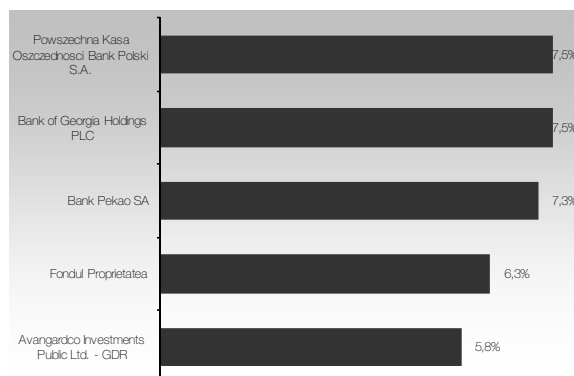 Powszechna Kasa
Oszczednosci Bank Polski
S.A.
7,5%
Bank of Georgia Holdings
PLC
7,5%
Bank Pekao SA
7,3%
Fondul Proprietatea
6,3%
Avangardco Investments
Public Ltd. - GDR
5,8%